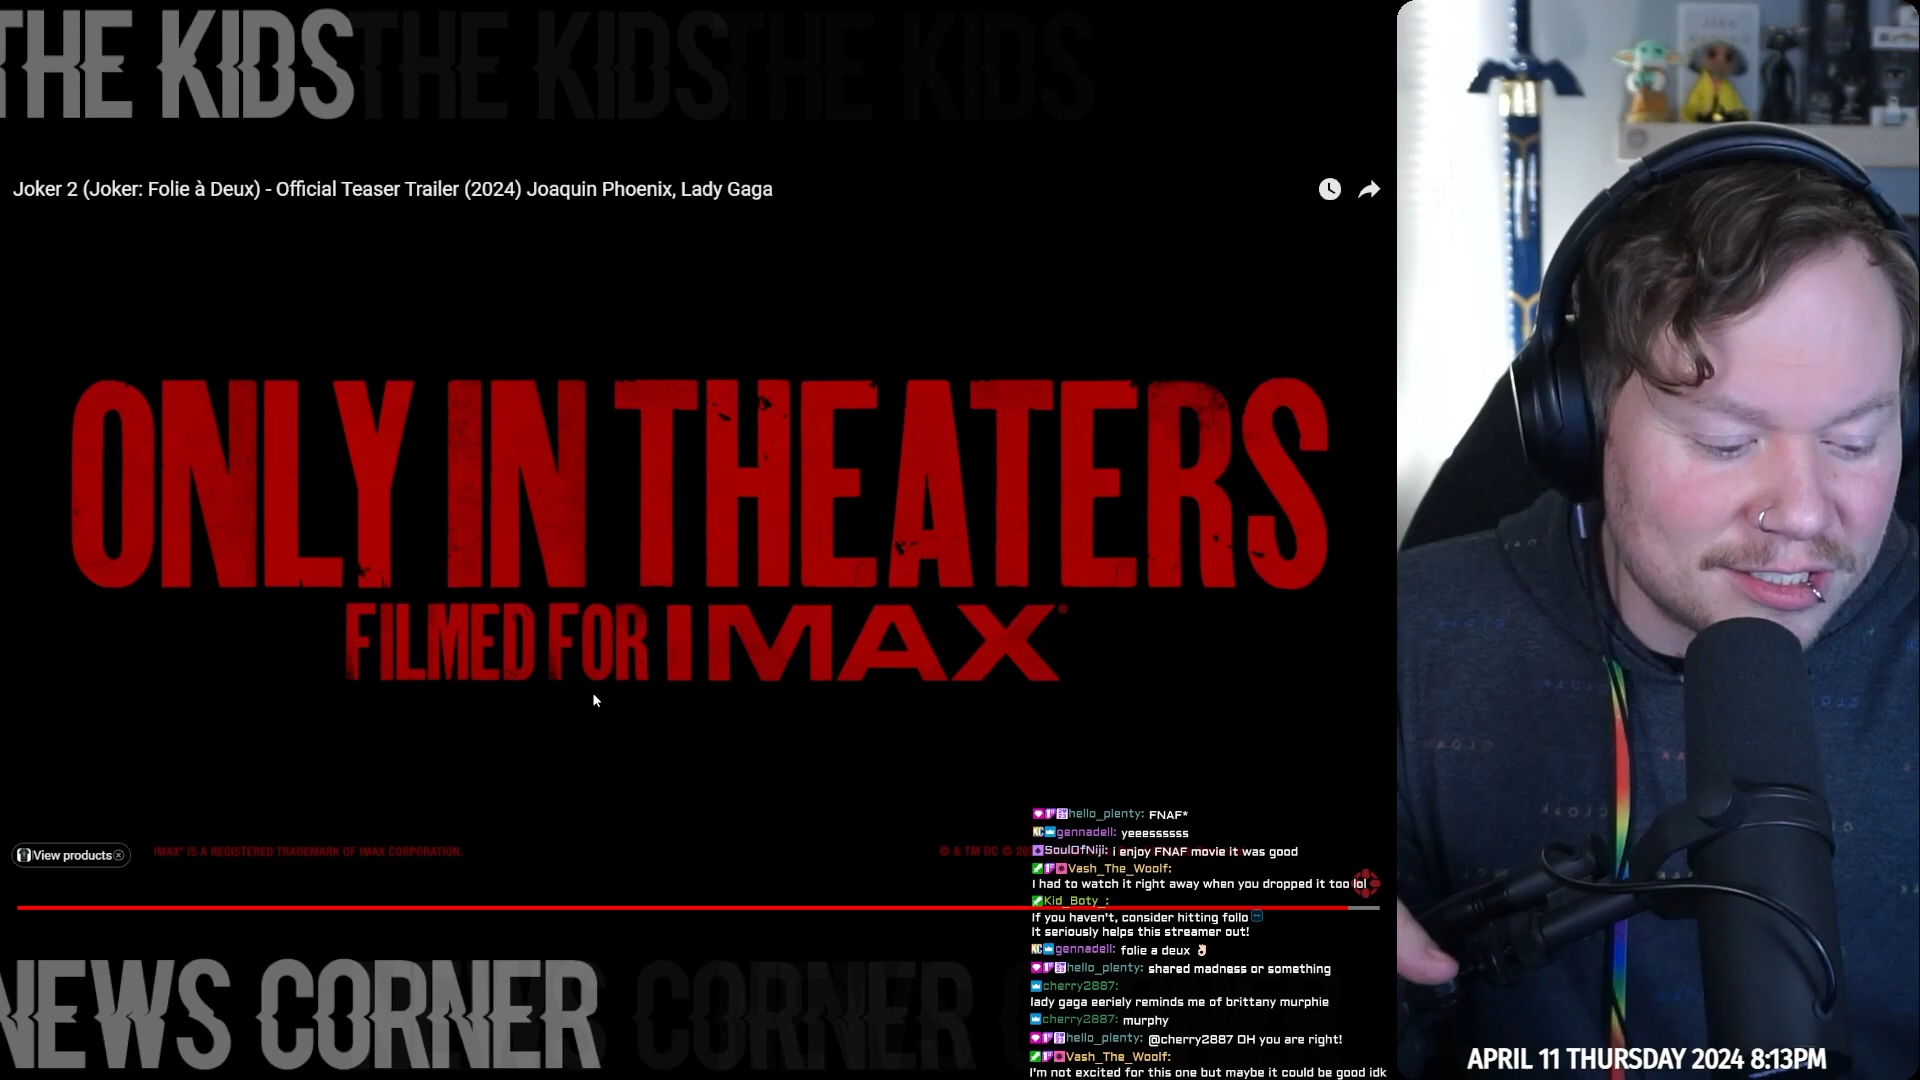 THE KIDS THE KIDS THE KIDS
Joker 2 (Joker: Folie à Deux) - Official Teaser Trailer (2024) Joaquin Phoenix, Lady Gaga
ONLY IN THEATERS
FILMED FOR IMAX®
View products
IMAX® IS A REGISTERED TRADEMARK OF IMAX CORPORATION.
© & TM DC ©
hello_plenty: FNAF*
gennadell: yeeessssss
SoulOfNiji: i enjoy FNAF movie it was good
Vash_The_Woolf:
I had to watch it right away when you dropped it too lol
Kid_Boty_:
If you haven't, consider hitting follo
It seriously helps this streamer out!
gennadell: folie a deux 👌🏻
hello_plenty: shared madness or something
cherry2887:
lady gaga eeriely reminds me of brittany murphie
cherry2887: murphy
hello_plenty: @cherry2887 OH you are right!
Vash_The_Woolf:
I'm not excited for this one but maybe it could be good idk
NEWS CORNER CORNER
APRIL 11 THURSDAY 2024 8:13PM